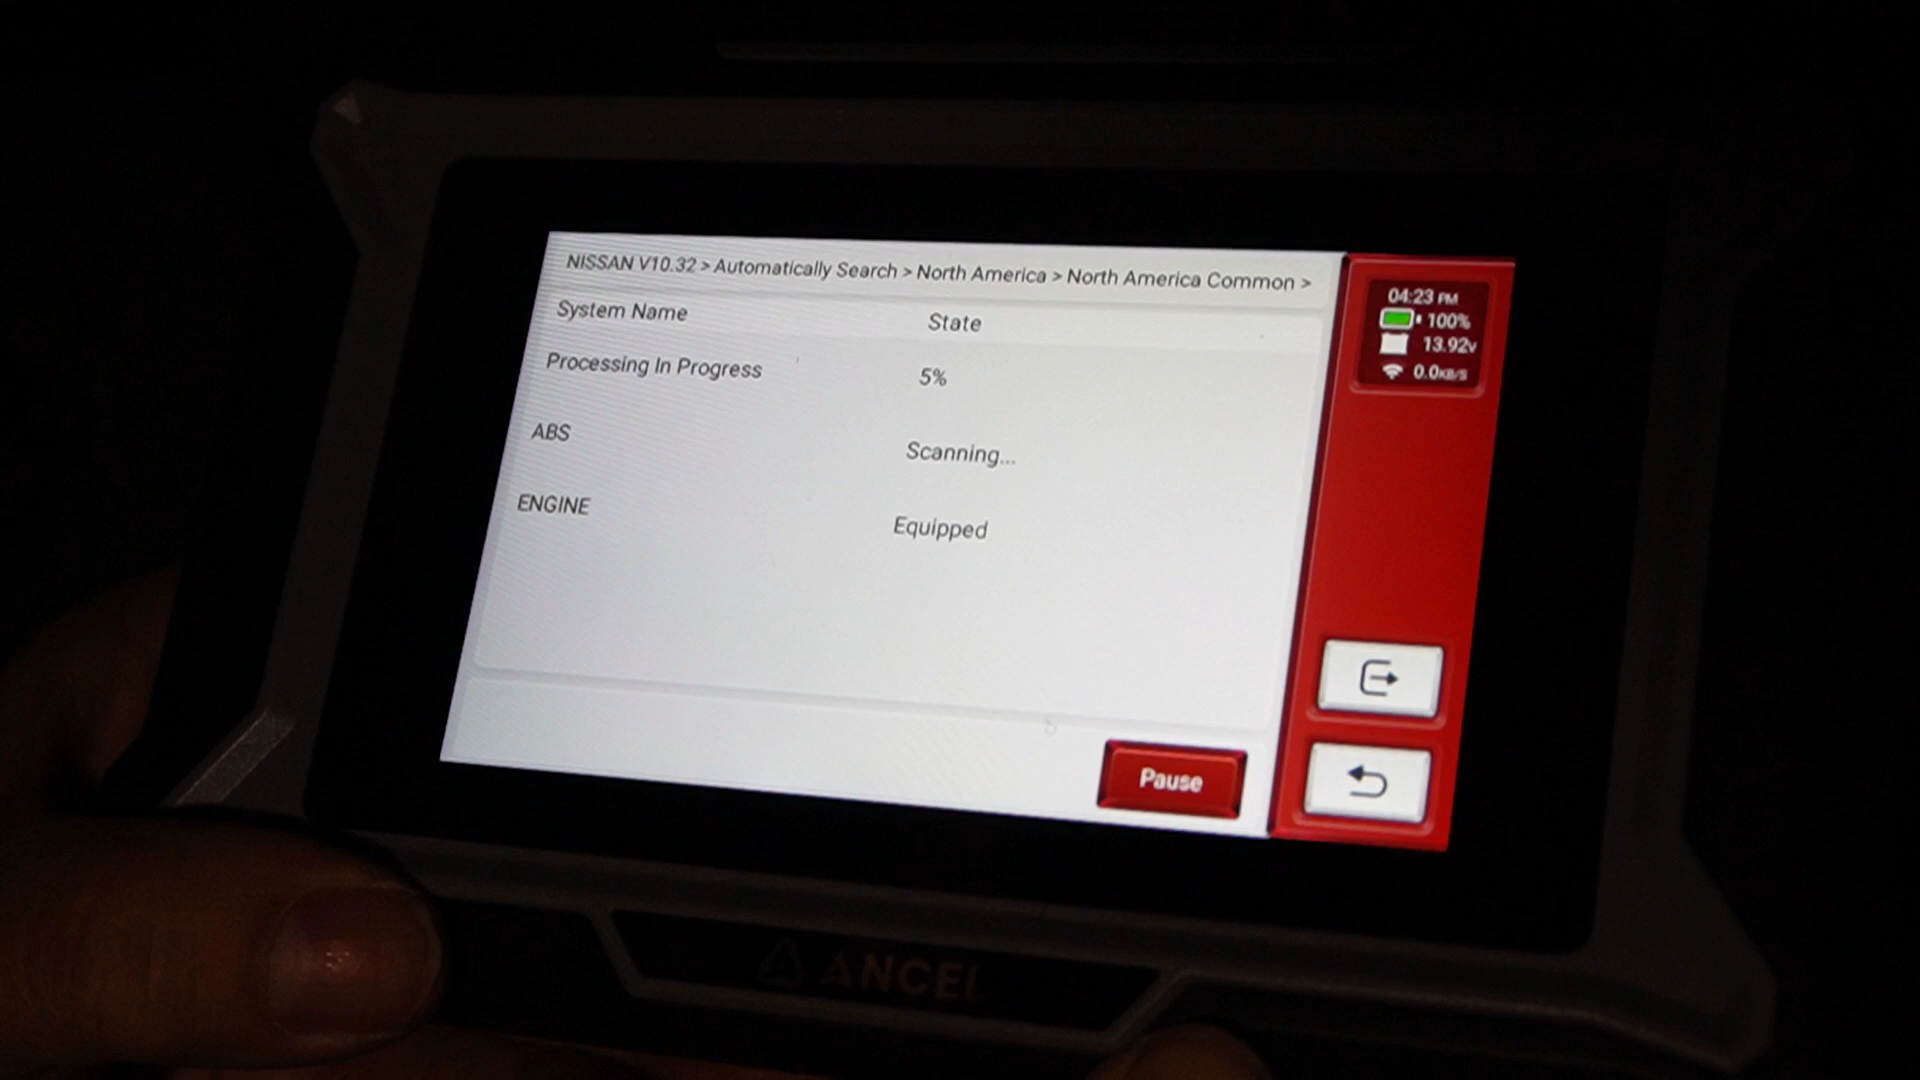 NISSAN V10.32 > Automatically Search > North America > North America Common >
System Name State
Processing In Progress 5%
ABS Scanning...
ENGINE Equipped
Pause
04:23 PM
100%
13.92v
0.0KB/S
ANCEL